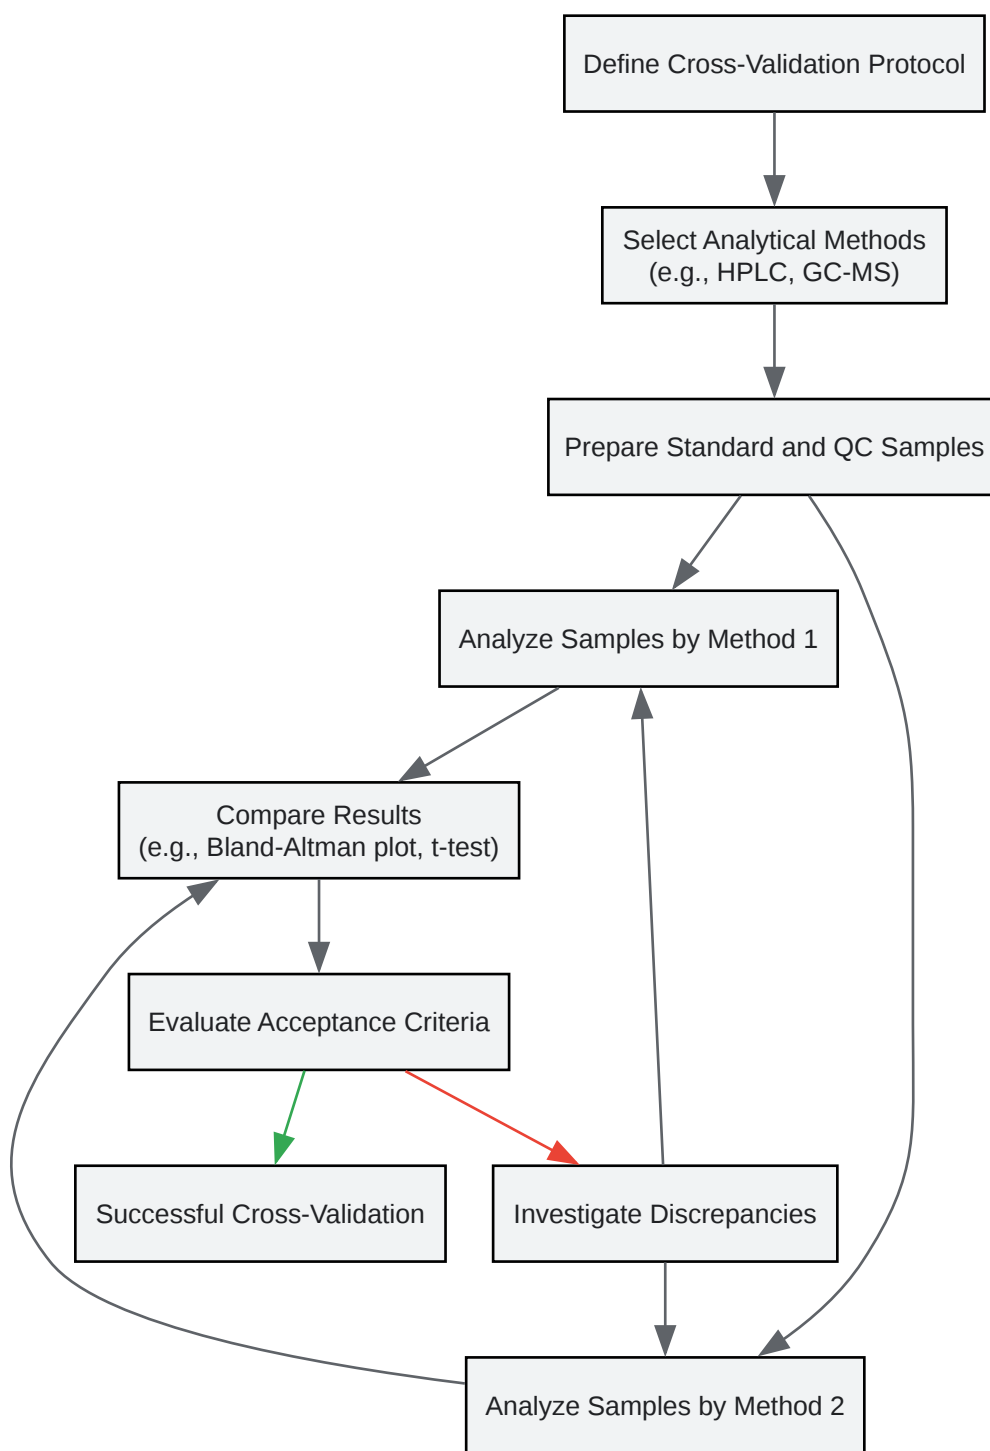 Define Cross-Validation Protocol
Select Analytical Methods
(e.g., HPLC, GC-MS)
Prepare Standard and QC Samples
Analyze Samples by Method 1
Compare Results
(e.g., Bland-Altman plot, t-test)
Evaluate Acceptance Criteria
Successful Cross-Validation
Investigate Discrepancies
Analyze Samples by Method 2